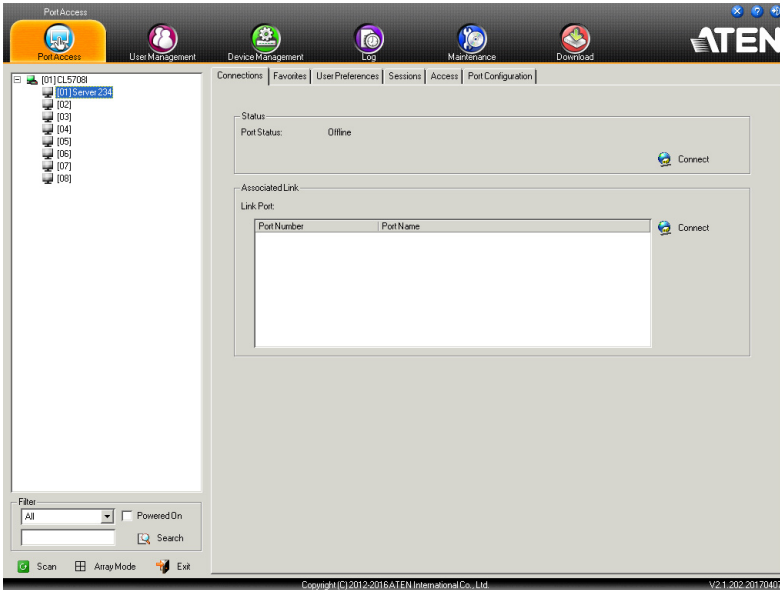 Port Access
Port Access
User Management
Device Management
Log
Maintenance
Download
ATEN
[01] CL5708I
[01] Server 234
[02]
[03]
[04]
[05]
[06]
[07]
[08]
Connections
Favorites
User Preferences
Sessions
Access
Port Configuration
Status
Port Status: Offline
Connect
Associated Link
Link Port:
Port Number Port Name
Connect
Filter
All
Powered On
Search
Scan
Array Mode
Exit
Copyright (C) 2012-2016 ATEN International Co., Ltd.
V2.1.202.20170407